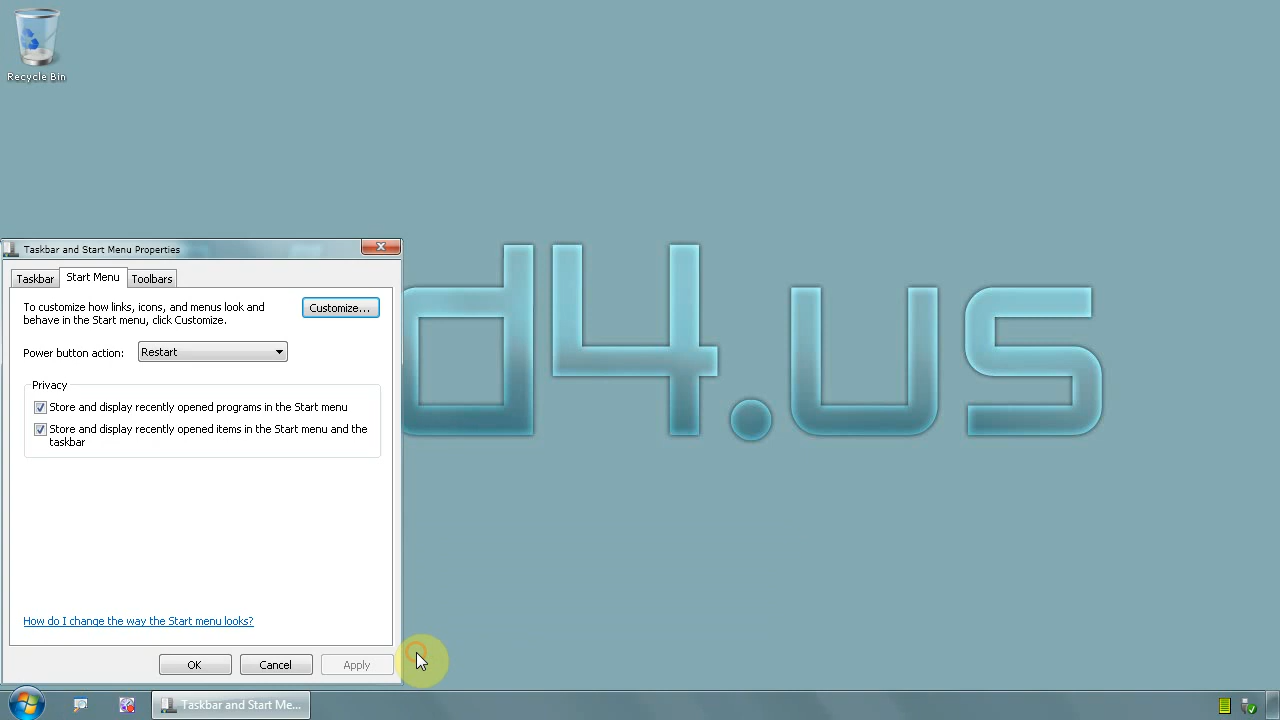 Recycle Bin
Taskbar and Start Menu Properties
Taskbar
Start Menu
Toolbars
To customize how links, icons, and menus look and
behave in the Start menu, click Customize.
Customize...
Power button action:
Restart
Privacy
Store and display recently opened programs in the Start menu
Store and display recently opened items in the Start menu and the
taskbar
How do I change the way the Start menu looks?
OK
Cancel
Apply
d4.us
Taskbar and Start Me...